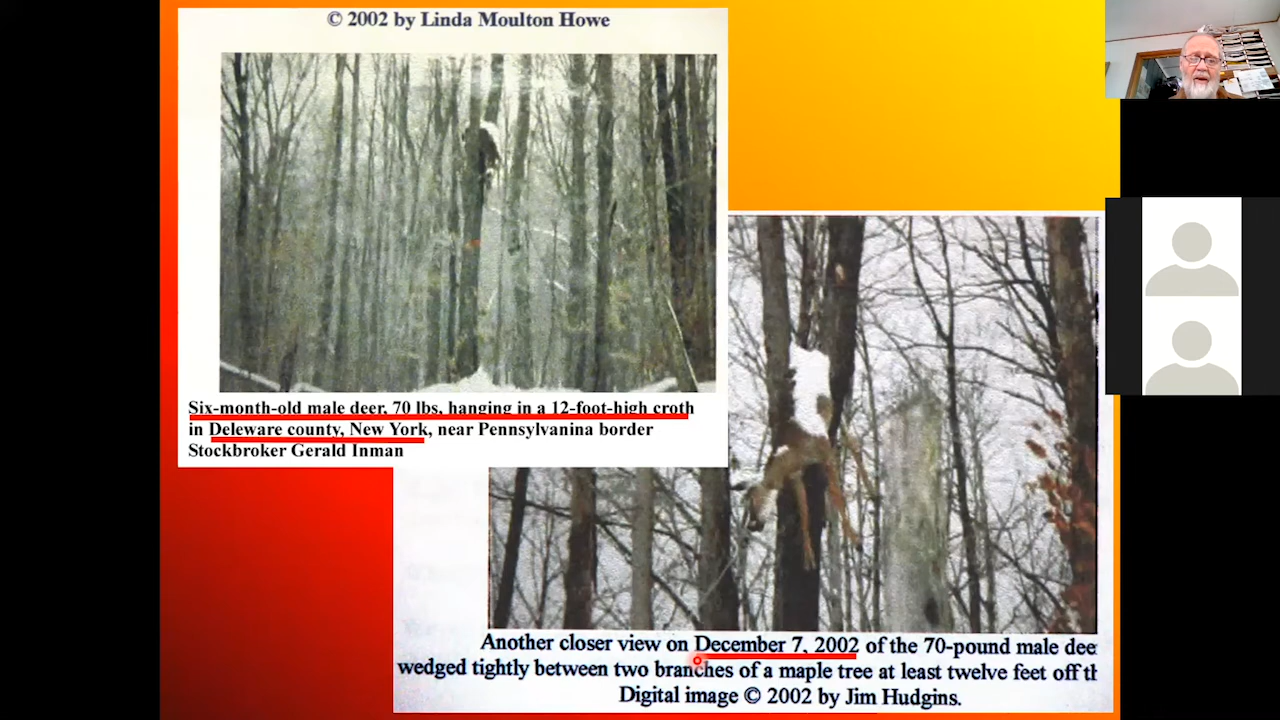 © 2002 by Linda Moulton Howe
Six-month-old male deer, 70 lbs, hanging in a 12-foot-high croth
in Deleware county, New York, near Pennsylvanina border
Stockbroker Gerald Inman
Another closer view on December 7, 2002 of the 70-pound male dee
wedged tightly between two branches of a maple tree at least twelve feet off th
Digital image © 2002 by Jim Hudgins.